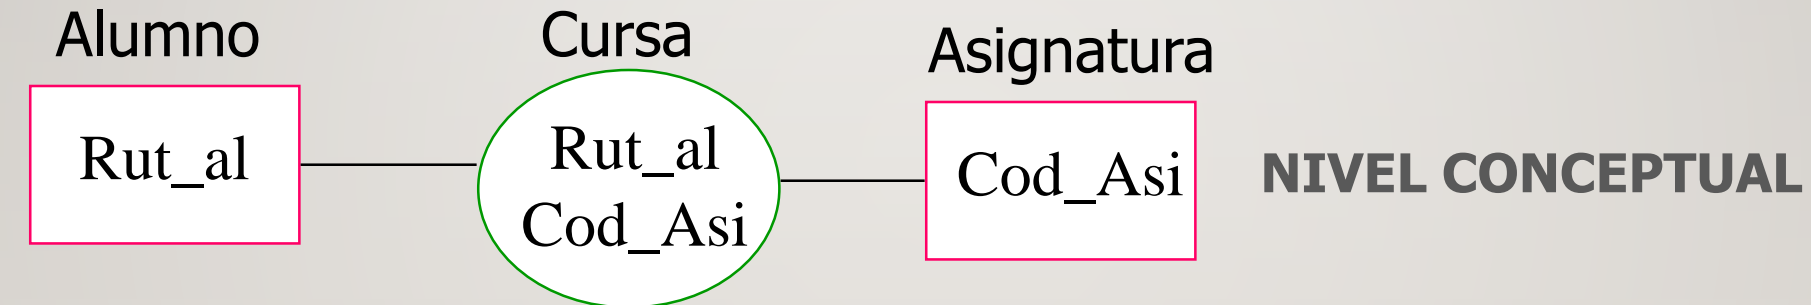 Alumno
Cursa
Asignatura
Rut_al
Rut_al
Cod_Asi
Cod_Asi
NIVEL CONCEPTUAL